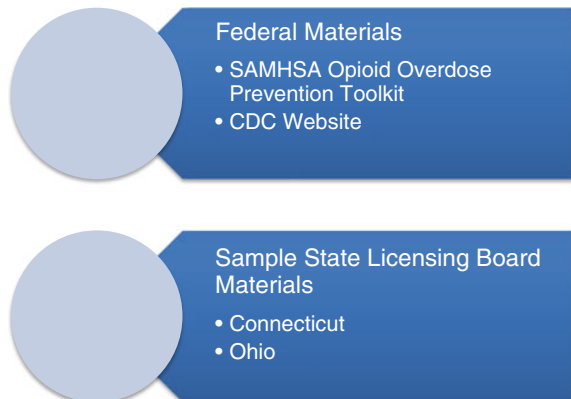 Federal Materials
• SAMHSA Opioid Overdose
Prevention Toolkit
• CDC Website
Sample State Licensing Board
Materials
• Connecticut
• Ohio